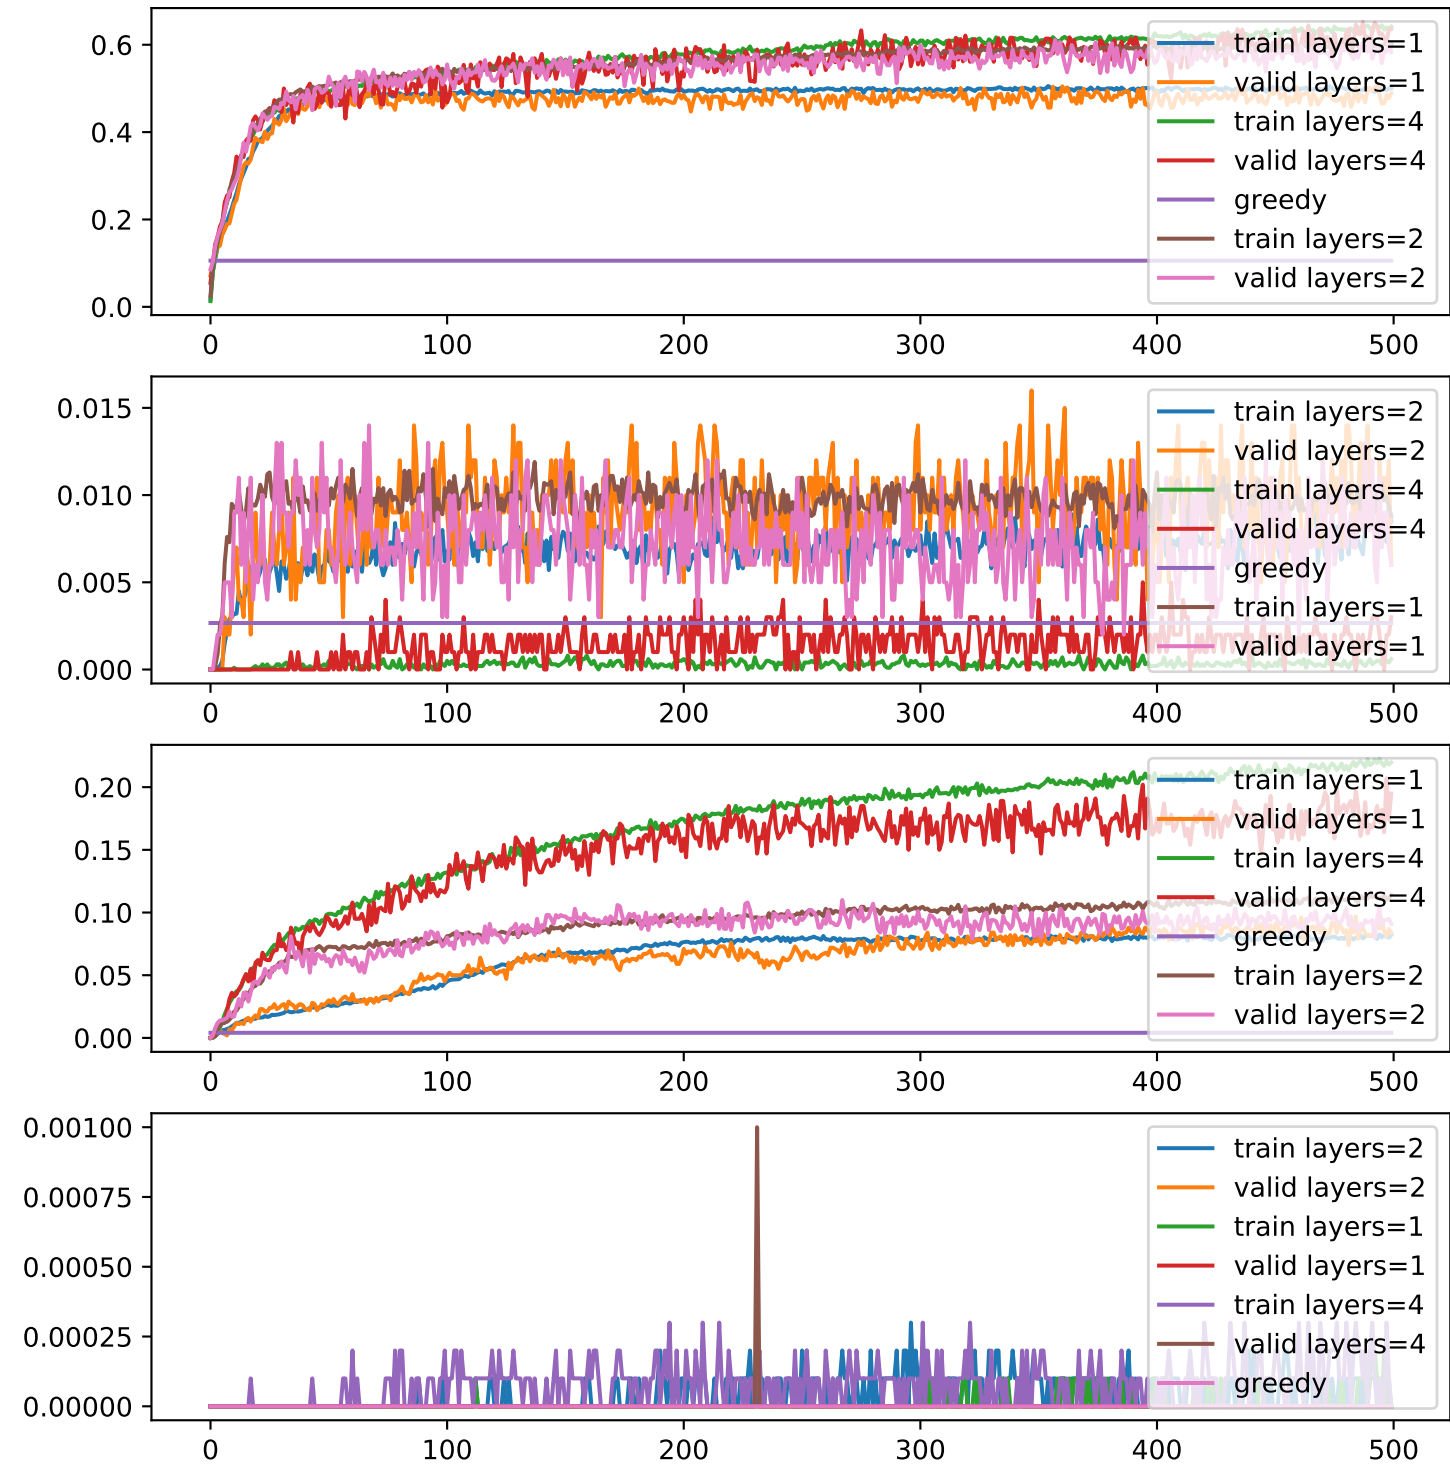 0.6
0.4
0.2
0.0
0 100 200 300 400 500
train layers=1
valid layers=1
train layers=4
valid layers=4
greedy
train layers=2
valid layers=2
0.015
0.010
0.005
0.000
0 100 200 300 400 500
train layers=2
valid layers=2
train layers=4
valid layers=4
greedy
train layers=1
valid layers=1
0.20
0.15
0.10
0.05
0.00
0 100 200 300 400 500
train layers=1
valid layers=1
train layers=4
valid layers=4
greedy
train layers=2
valid layers=2
0.00100
0.00075
0.00050
0.00025
0.00000
0 100 200 300 400 500
train layers=2
valid layers=2
train layers=1
valid layers=1
train layers=4
valid layers=4
greedy